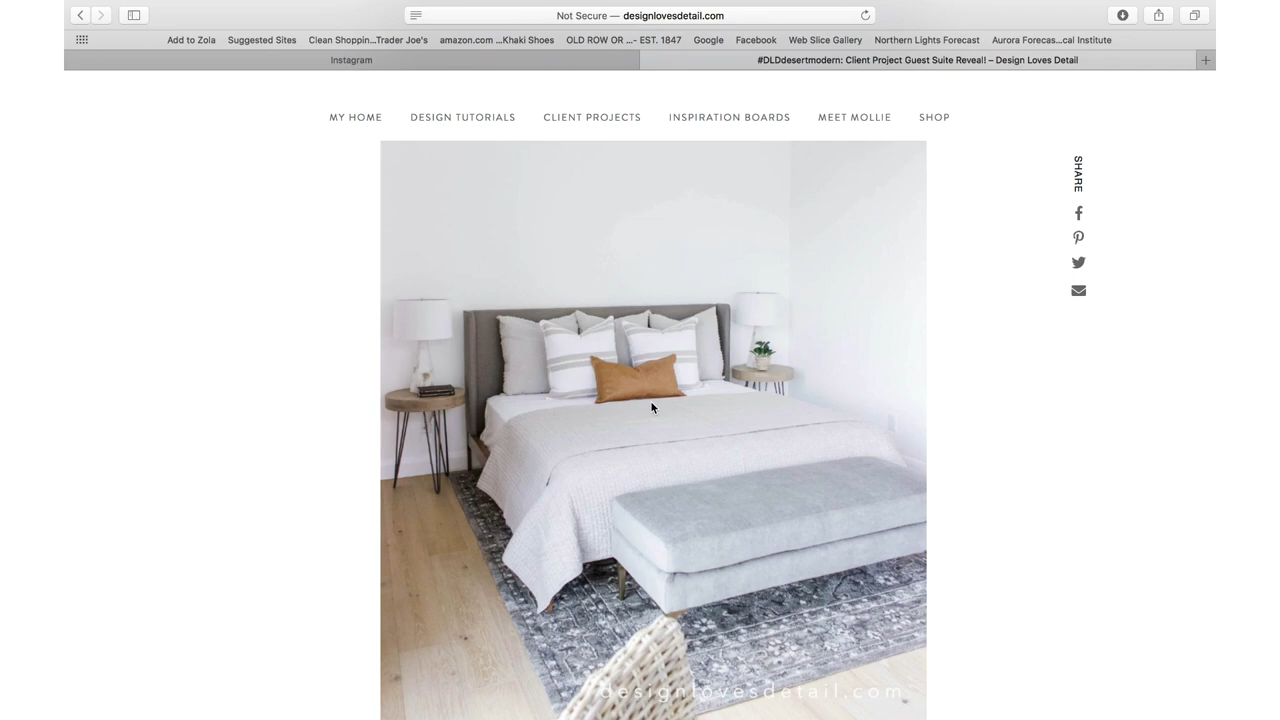 Not Secure — designlovesdetail.com
Add to Zola Suggested Sites Clean Shoppin...Trader Joe's amazon.com ...Khaki Shoes OLD ROW OR ...- EST. 1847 Google Facebook Web Slice Gallery Northern Lights Forecast Aurora Forecas...cal Institute
Instagram #DLDdesertmodern: Client Project Guest Suite Reveal! – Design Loves Detail
MY HOME DESIGN TUTORIALS CLIENT PROJECTS INSPIRATION BOARDS MEET MOLLIE SHOP
SHARE
designlovesdetail.com